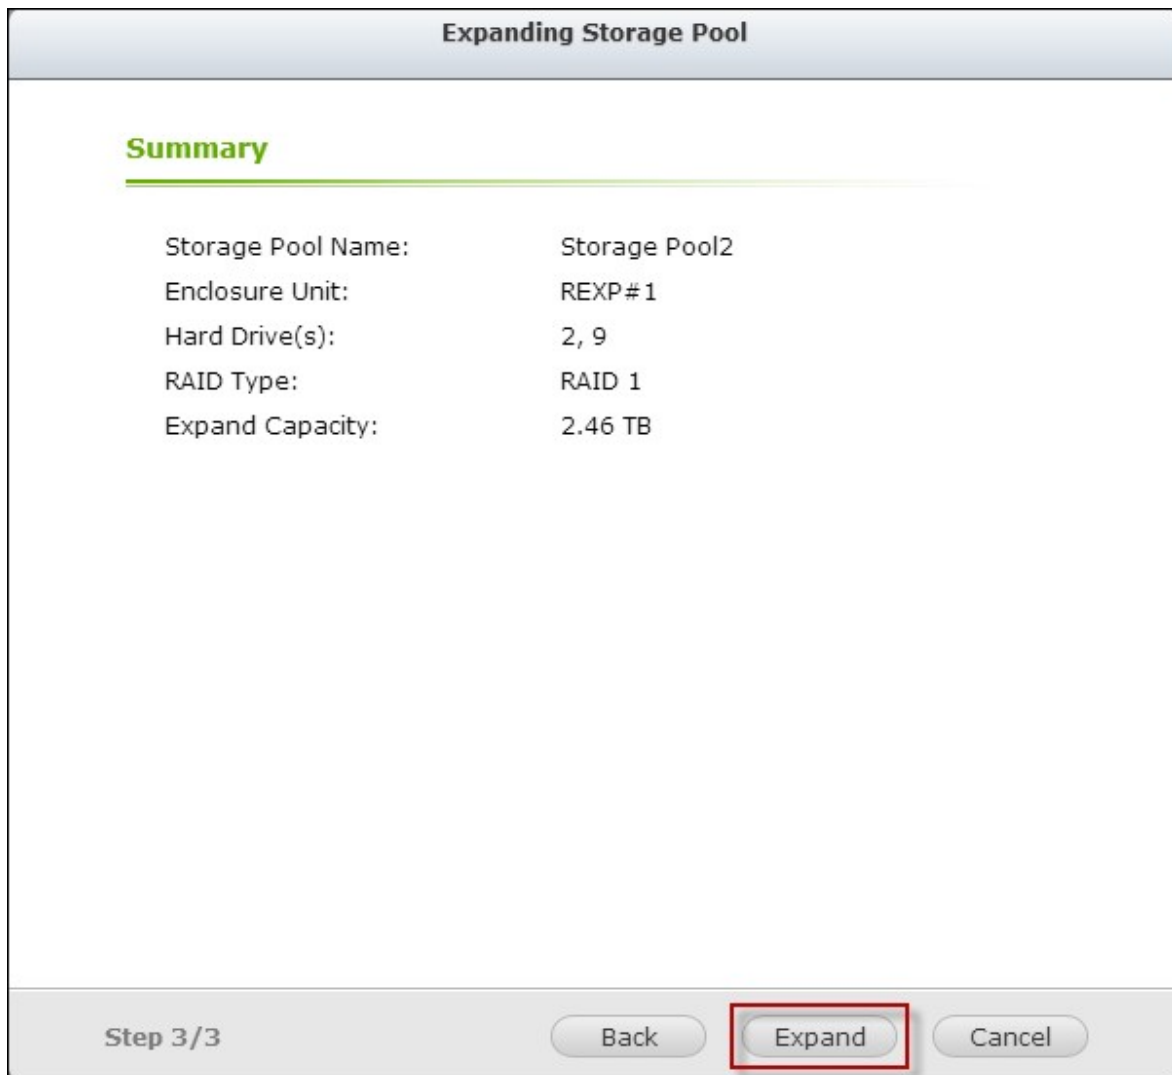 Expanding Storage Pool
Summary
Storage Pool Name: Storage Pool2
Enclosure Unit: REXP#1
Hard Drive(s): 2, 9
RAID Type: RAID 1
Expand Capacity: 2.46 TB
Step 3/3 Back Expand Cancel